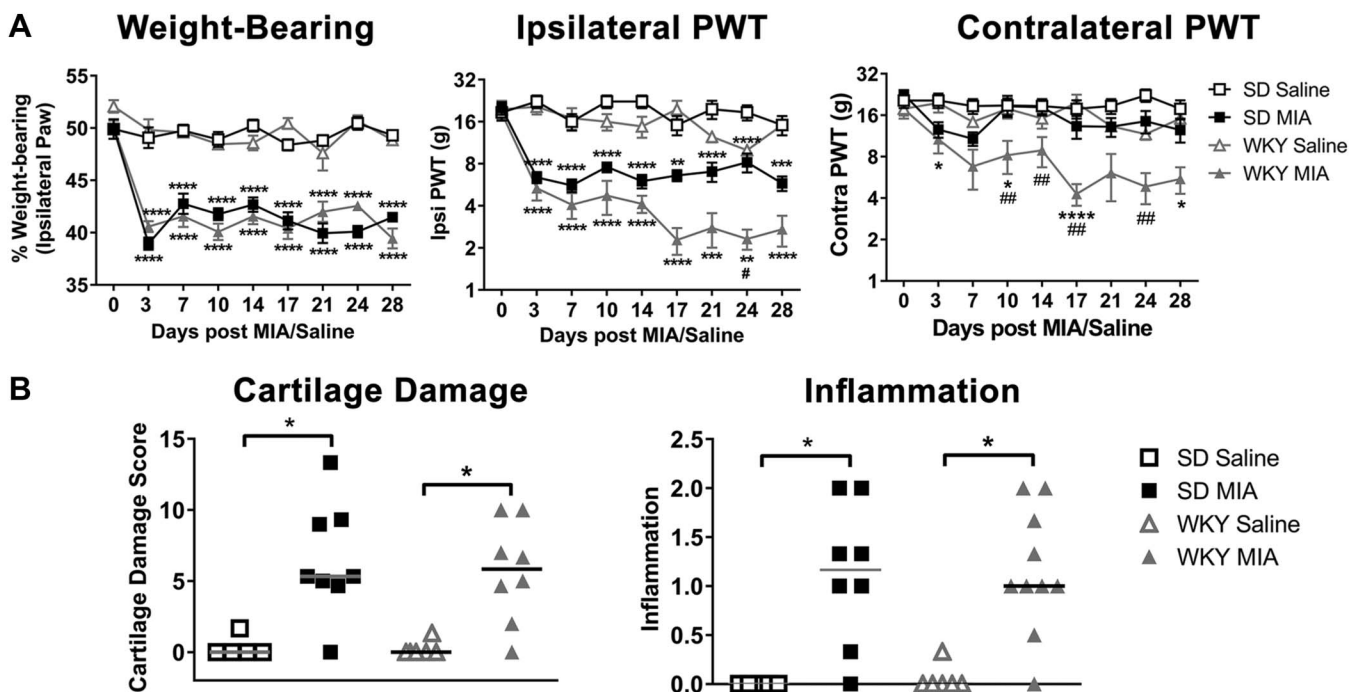 A
Weight-Bearing
Ipsilateral PWT
Contralateral PWT
% Weight-bearing
(Ipsilateral Paw)
55
50
45
40
35
**** **** **** **** **** **** ****
**** **** **** **** **** **** **** ****
0 3 7 10 14 17 21 24 28
Days post MIA/Saline
Ipsi PWT (g)
32
16
8
4
2
1
**** **** **** **** ** **** **** ***
**** **** **** **** **** *** ** ****
#
0 3 7 10 14 17 21 24 28
Days post MIA/Saline
Contra PWT (g)
32
16
8
4
2
1
* * ## ## **** ## ## *
0 3 7 10 14 17 21 24 28
Days post MIA/Saline
SD Saline
SD MIA
WKY Saline
WKY MIA
B
Cartilage Damage
Inflammation
Cartilage Damage Score
15
10
5
0
* *
Inflammation
2.5
2.0
1.5
1.0
0.5
0.0
* *
SD Saline
SD MIA
WKY Saline
WKY MIA